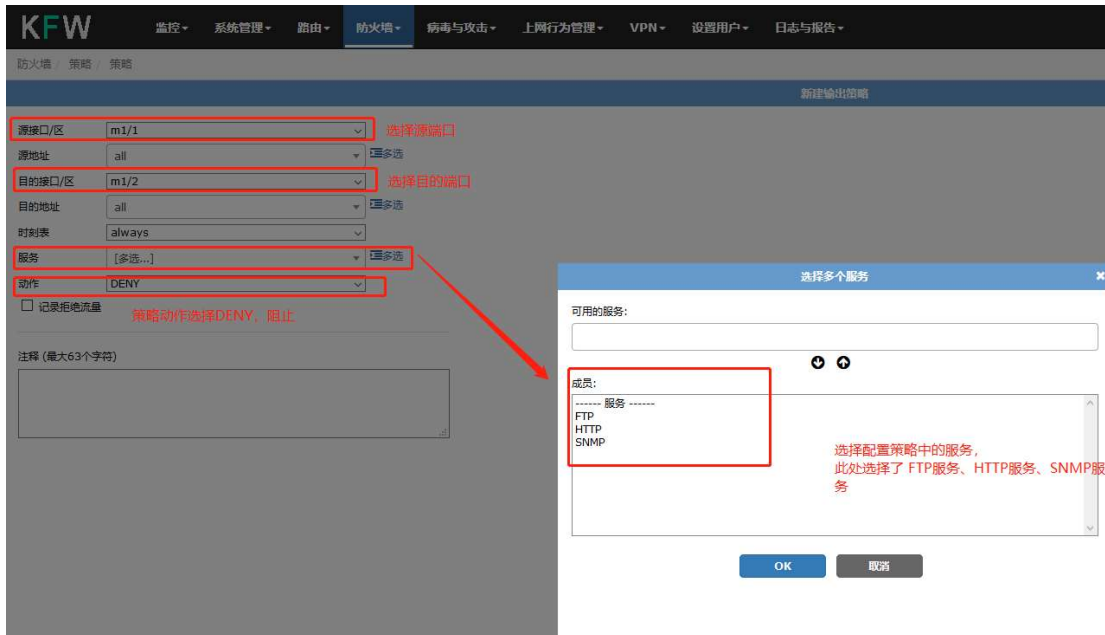 KFW 监控 系统管理 路由 防火墙 病毒与攻击 上网行为管理 VPN 设置用户 日志与报告
防火墙 / 策略 / 策略
新建输出策略
源接口/区 m1/1 选择源端口
源地址 all 多选
目的接口/区 m1/2 选择目的端口
目的地址 all 多选
时刻表 always
服务 [多选...] 多选
动作 DENY
记录拒绝流量
策略动作选择DENY，阻止
注释 (最大63个字符)
选择多个服务
可用的服务:
成员:
------ 服务 ------
FTP
HTTP
SNMP
选择配置策略中的服务，
此处选择了 FTP服务、HTTP服务、SNMP服
务
OK 取消